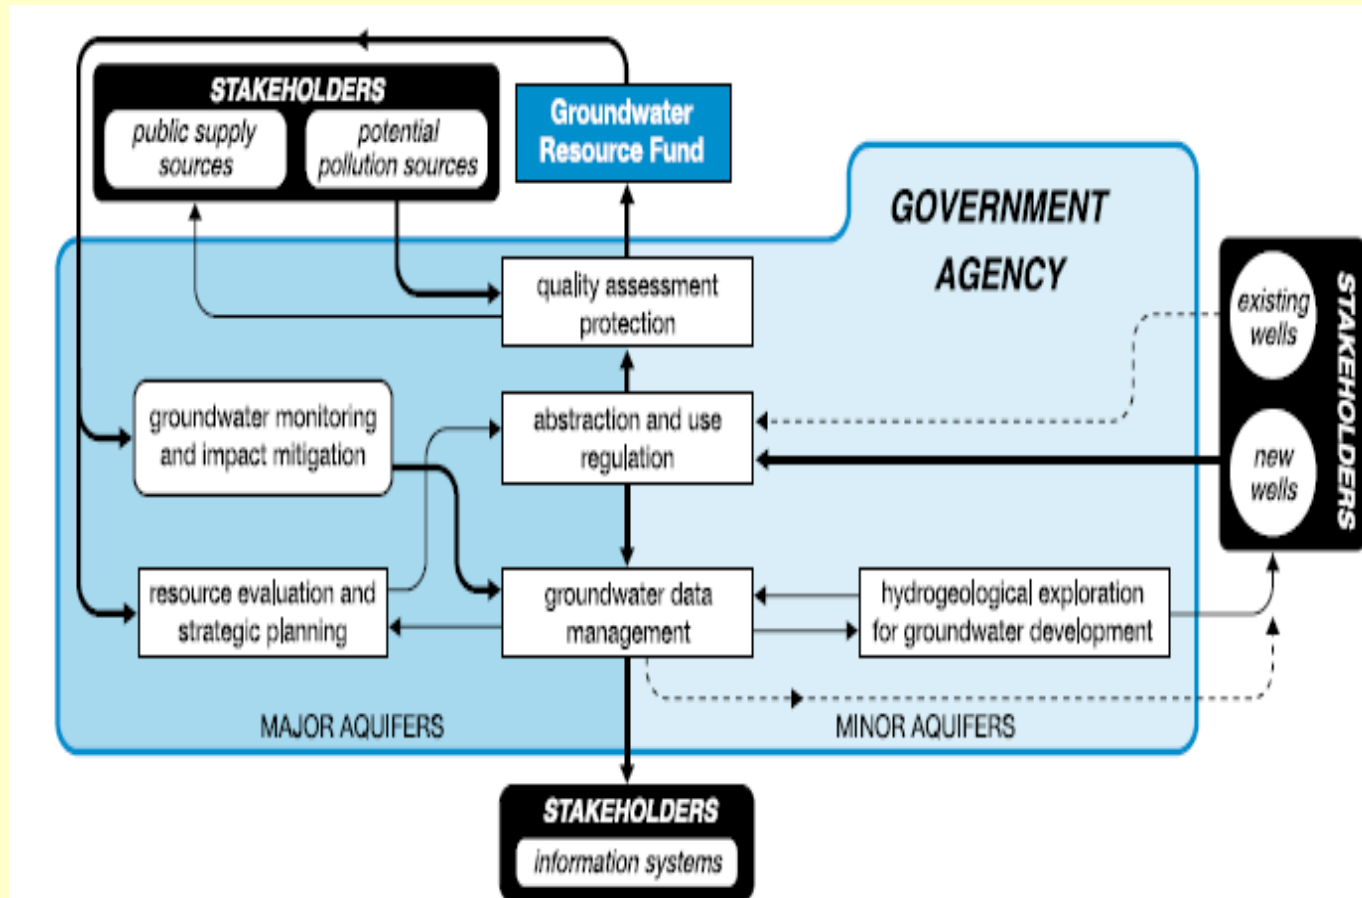 STAKEHOLDERS
public supply
sources
potential
pollution sources
Groundwater
Resource Fund
GOVERNMENT
AGENCY
quality assessment
protection
existing
wells
new
wells
STAKEHOLDERS
groundwater monitoring
and impact mitigation
abstraction and use
regulation
resource evaluation and
strategic planning
groundwater data
management
hydrogeological exploration
for groundwater development
MAJOR AQUIFERS
MINOR AQUIFERS
STAKEHOLDERS
information systems